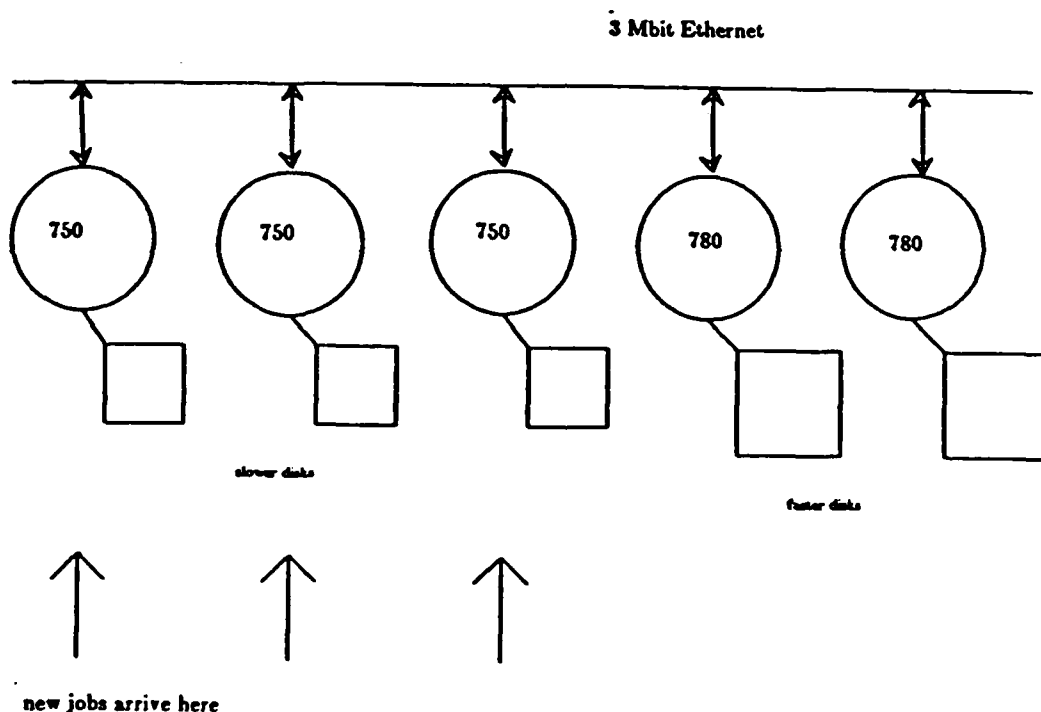 3 Mbit Ethernet
750
750
750
780
780
slower disks
faster disks
new jobs arrive here